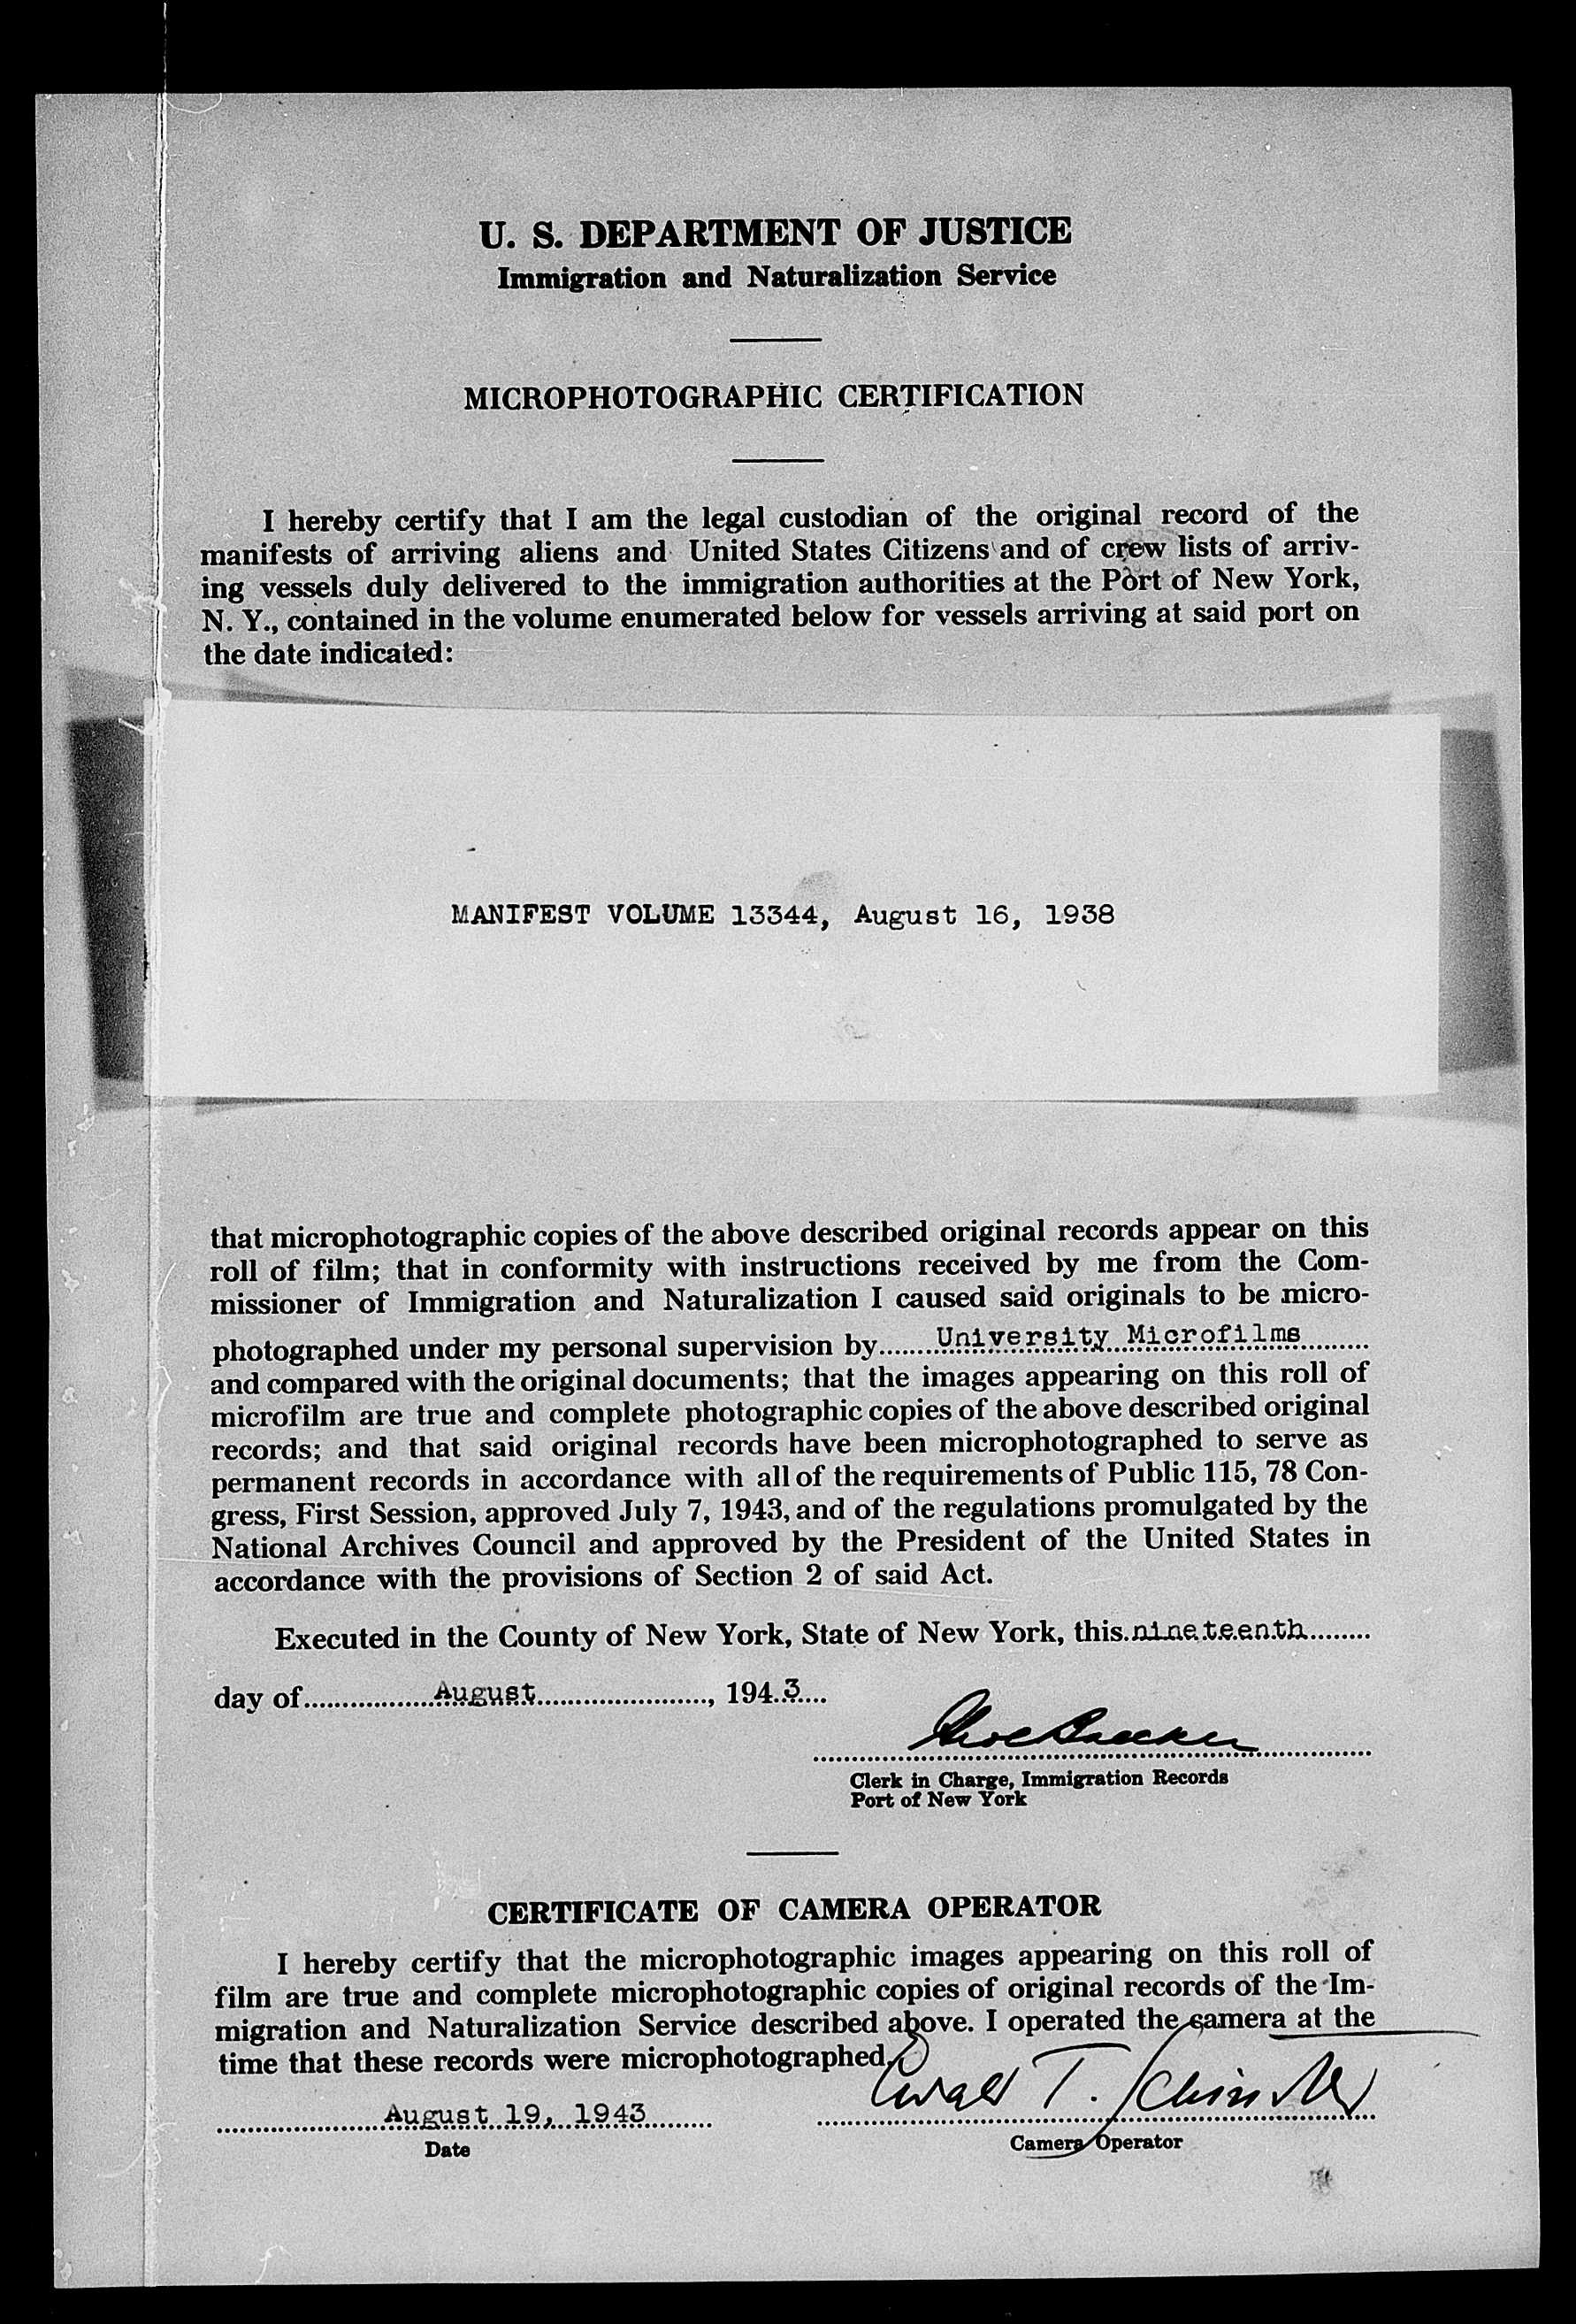 U. S. DEPARTMENT OF JUSTICE
Immigration and Naturalization Service
MICROPHOTOGRAPHIC CERTIFICATION
I hereby certify that I am the legal custodian of the original record of the
manifests of arriving aliens and United States Citizens and of crew lists of arriv-
ing vessels duly delivered to the immigration authorities at the Port of New York,
N. Y., contained in the volume enumerated below for vessels arriving at said port on
the date indicated:
MANIFEST VOLUME 13344, August 16, 1938
that microphotographic copies of the above described original records appear on this
roll of film; that in conformity with instructions received by me from the Com-
missioner of Immigration and Naturalization I caused said originals to be micro-
photographed under my personal supervision by University Microfilms
and compared with the original documents; that the images appearing on this roll of
microfilm are true and complete photographic copies of the above described original
records; and that said original records have been microphotographed to serve as
permanent records in accordance with all of the requirements of Public 115, 78 Con-
gress, First Session, approved July 7, 1943, and of the regulations promulgated by the
National Archives Council and approved by the President of the United States in
accordance with the provisions of Section 2 of said Act.
Executed in the County of New York, State of New York, this nineteenth
day of August, 1943
Clerk in Charge, Immigration Records
Port of New York
CERTIFICATE OF CAMERA OPERATOR
I hereby certify that the microphotographic images appearing on this roll of
film are true and complete microphotographic copies of original records of the Im-
migration and Naturalization Service described above. I operated the camera at the
time that these records were microphotographed.
August 19, 1943
T.
Date
Camera Operator